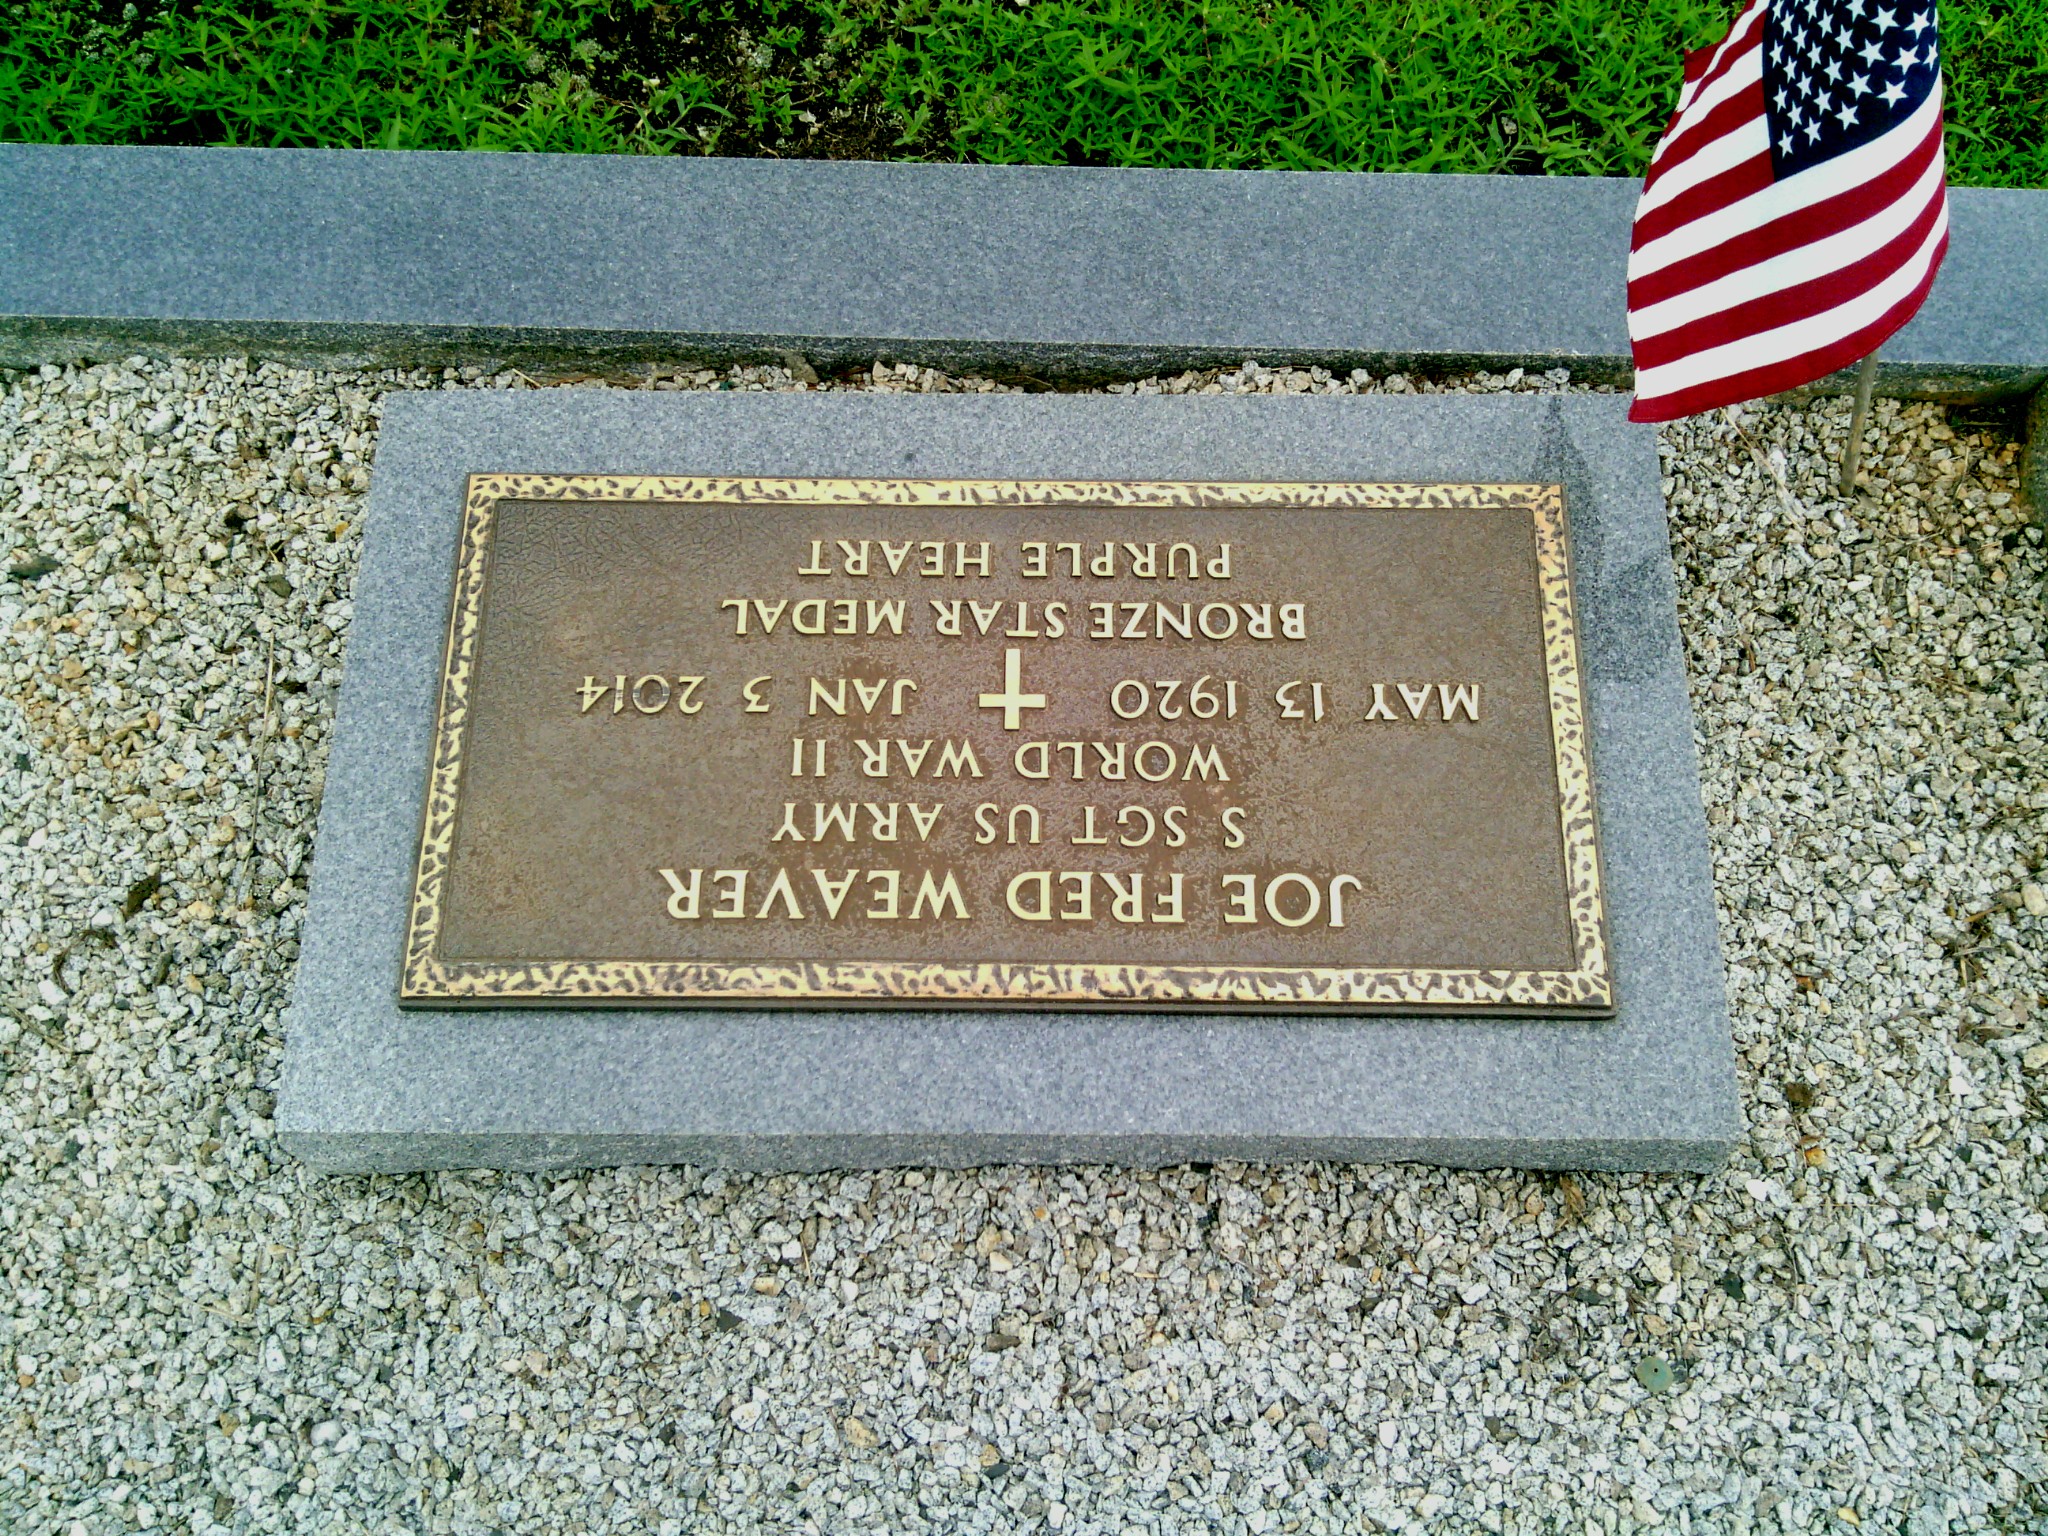 JOE FRED WEAVER
S SGT US ARMY
WORLD WAR II
MAY 13 1920 JAN 3 2014
BRONZE STAR MEDAL
PURPLE HEART